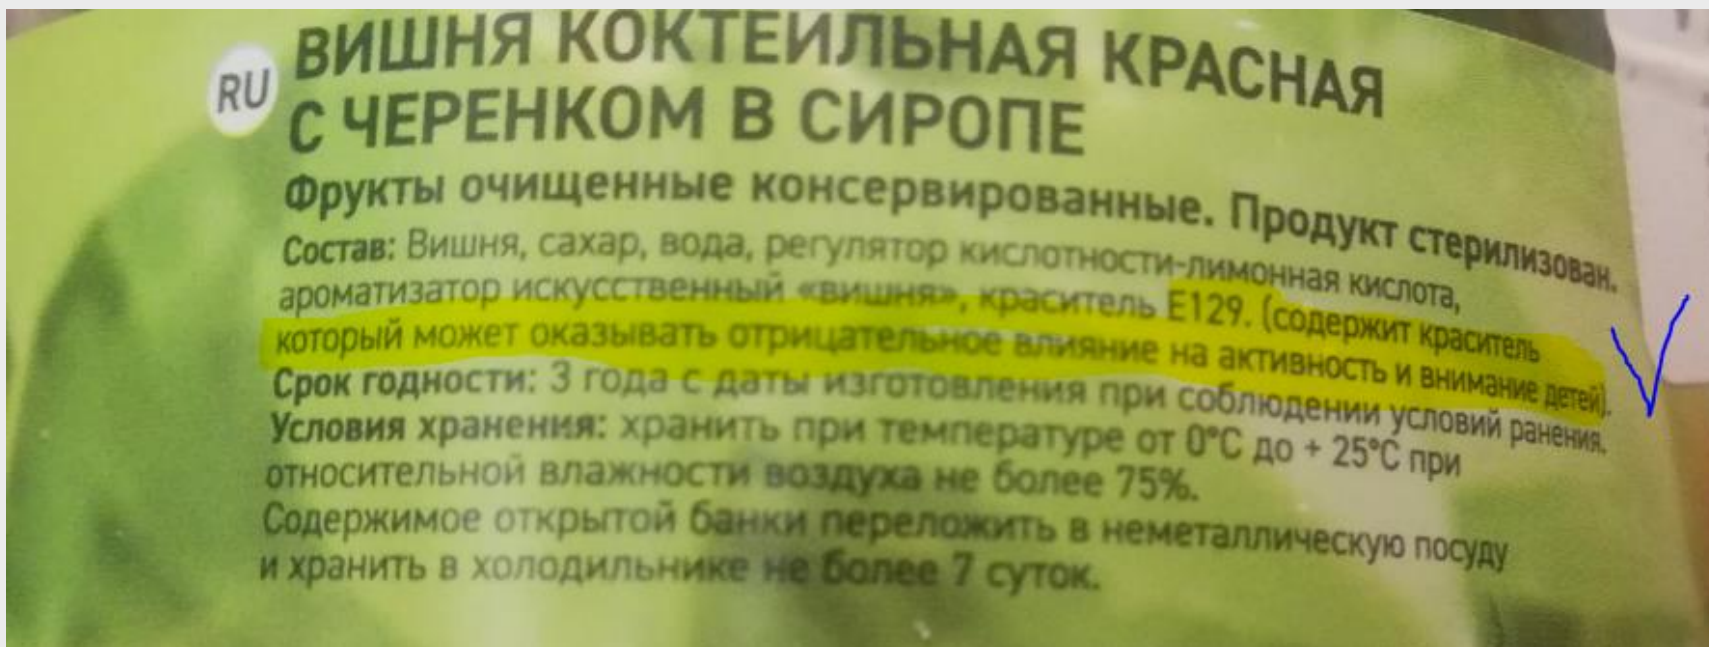 RU
ВИШНЯ КОКТЕЙЛЬНАЯ КРАСНАЯ
С ЧЕРЕНКОМ В СИРОПЕ
Фрукты очищенные консервированные. Продукт стерилизован.
Состав: Вишня, сахар, вода, регулятор кислотности-лимонная кислота,
ароматизатор искусственный «вишня», краситель Е129. (содержит краситель
который может оказывать отрицательное влияние на активность и внимание детей).
Срок годности: 3 года с даты изготовления при соблюдении условий ранения.
Условия хранения: хранить при температуре от 0°С до + 25°С при
относительной влажности воздуха не более 75%.
Содержимое открытой банки переложить в неметаллическую посуду
и хранить в холодильнике не более 7 суток.